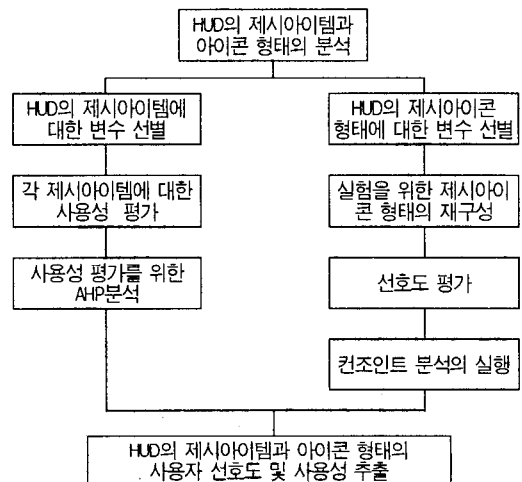 HUD의 제시아이템과
아이콘 형태의 분석
HUD의 제시아이템에
대한 변수 선별
각 제시아이템에 대한
사용성 평가
사용성 평가를 위한
AHP분석
HUD의 제시아이콘
형태에 대한 변수 선별
실험을 위한 제시아이
콘 형태의 재구성
선호도 평가
컨조인트 분석의 실행
HUD의 제시아이템과 아이콘 형태의
사용자 선호도 및 사용성 추출